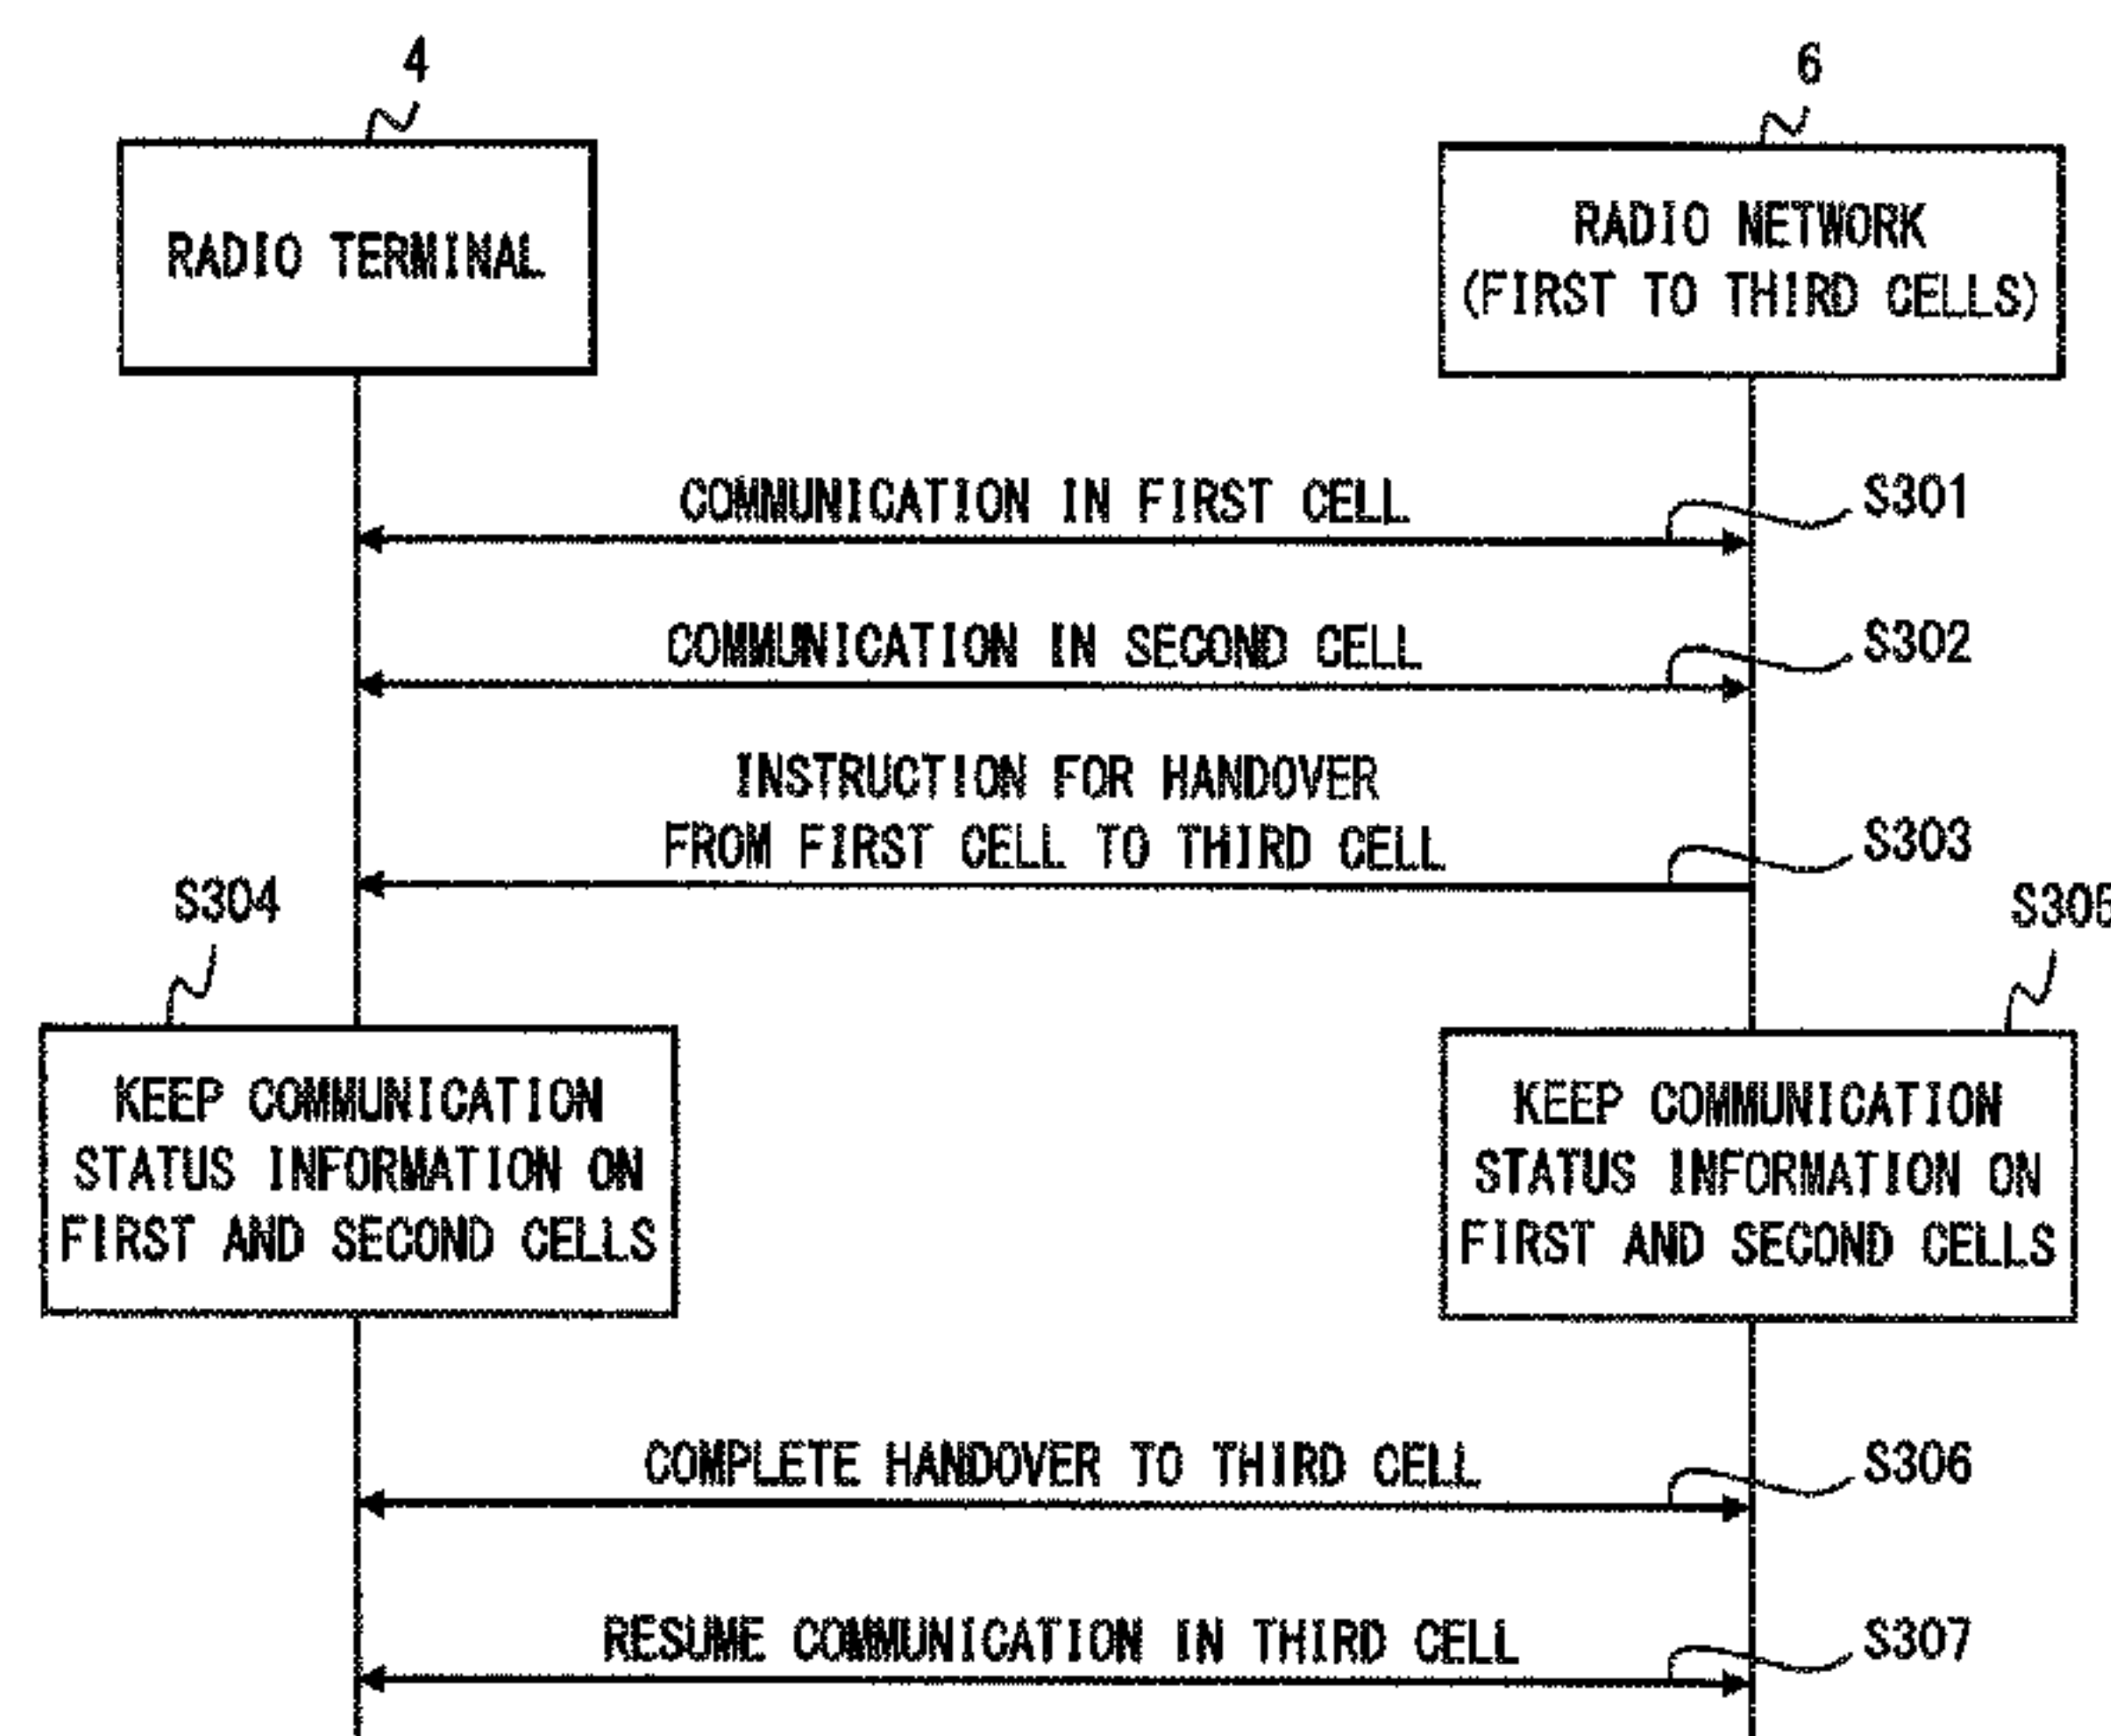 4
6
RADIO TERMINAL
RADIO NETWORK
(FIRST TO THIRD CELLS)
COMMUNICATION IN FIRST CELL
S301
COMMUNICATION IN SECOND CELL
S302
INSTRUCTION FOR HANDOVER
FROM FIRST CELL TO THIRD CELL
S303
S304
S305
KEEP COMMUNICATION
STATUS INFORMATION ON
FIRST AND SECOND CELLS
KEEP COMMUNICATION
STATUS INFORMATION ON
FIRST AND SECOND CELLS
COMPLETE HANDOVER TO THIRD CELL
S306
RESUME COMMUNICATION IN THIRD CELL
S307